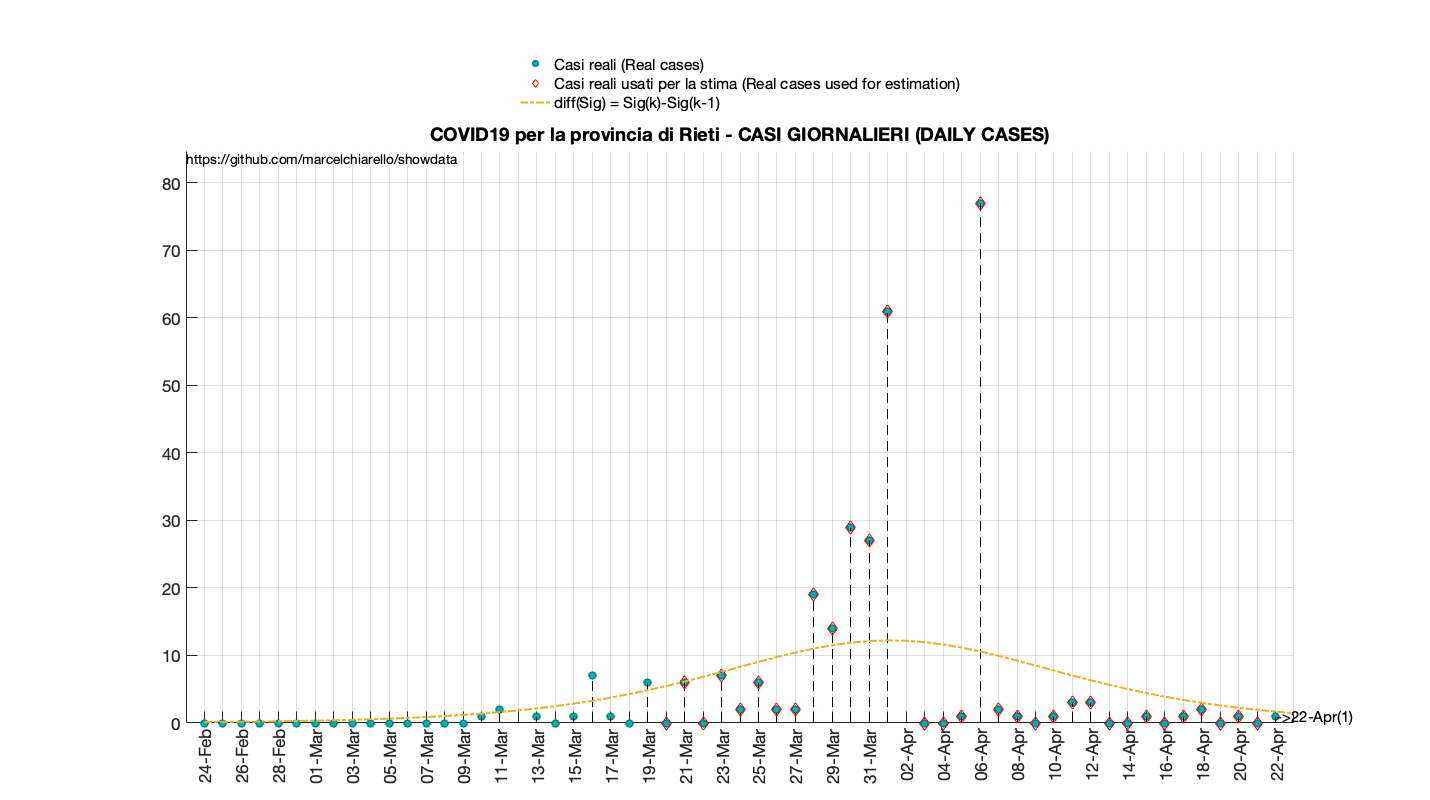 Casi reali (Real cases)
Casi reali usati per la stima (Real cases used for estimation)
diff(Sig) = Sig(k)-Sig(k-1)
COVID19 per la provincia di Rieti - CASI GIORNALIERI (DAILY CASES)
https://github.com/marcelchiarello/showdata
80
70
60
50
40
30
20
10
0
->22-Apr(1)
24-Feb
26-Feb
28-Feb
01-Mar
03-Mar
05-Mar
07-Mar
09-Mar
11-Mar
13-Mar
15-Mar
17-Mar
19-Mar
21-Mar
23-Mar
25-Mar
27-Mar
29-Mar
31-Mar
02-Apr
04-Apr
06-Apr
08-Apr
10-Apr
12-Apr
14-Apr
16-Apr
18-Apr
20-Apr
22-Apr